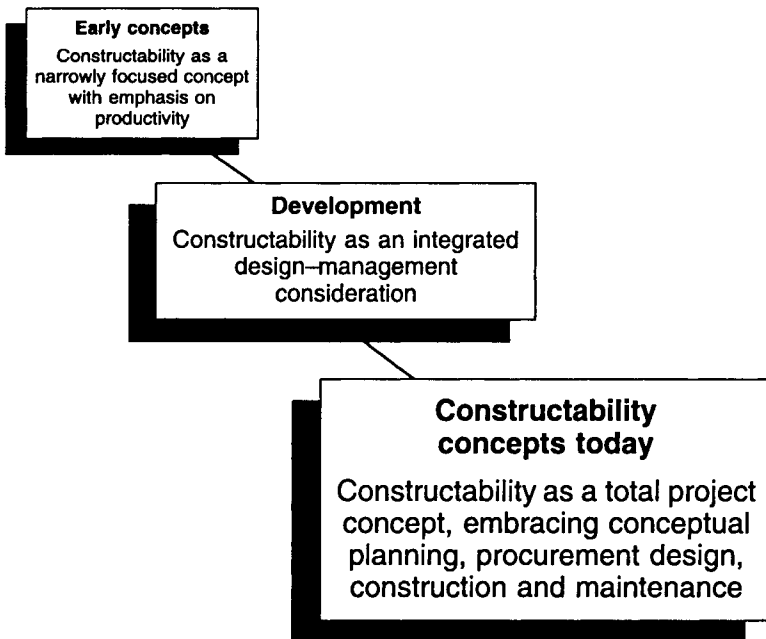 Early concepts
Constructability as a
narrowly focused concept
with emphasis on
productivity
Development
Constructability as an integrated
design–management
consideration
Constructability
concepts today
Constructability as a total project
concept, embracing conceptual
planning, procurement design,
construction and maintenance